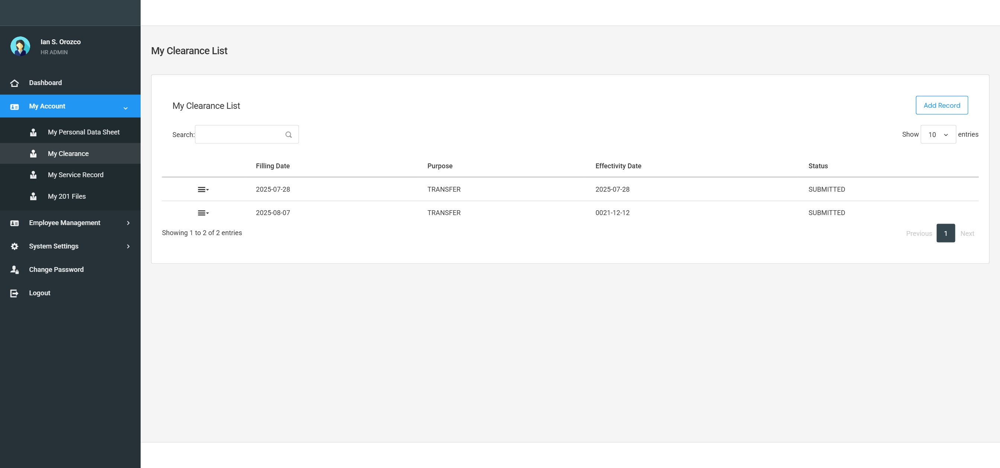 Ian S. Orozco
HR ADMIN
Dashboard
My Account
My Personal Data Sheet
My Clearance
My Service Record
My 201 Files
Employee Management
System Settings
Change Password
Logout
My Clearance List
My Clearance List
Add Record
Search:
Show 10 entries
Filling Date Purpose Effectivity Date Status
2025-07-28 TRANSFER 2025-07-28 SUBMITTED
2025-08-07 TRANSFER 0021-12-12 SUBMITTED
Showing 1 to 2 of 2 entries
Previous 1 Next